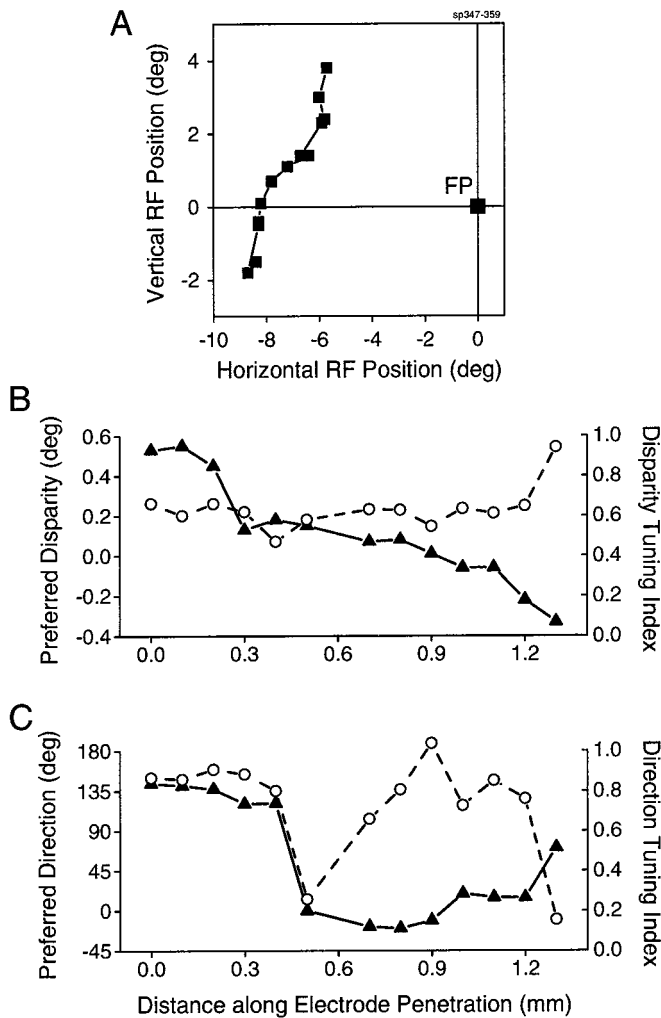 A
sp347-359
Vertical RF Position (deg)
4
2
0
-2
FP
-10 -8 -6 -4 -2 0
Horizontal RF Position (deg)
B
Preferred Disparity (deg)
0.6
0.4
0.2
0.0
-0.2
-0.4
1.0
0.8
0.6
0.4
0.2
0.0
Disparity Tuning Index
0.0 0.3 0.6 0.9 1.2
C
Preferred Direction (deg)
180
135
90
45
0
-45
1.0
0.8
0.6
0.4
0.2
0.0
Direction Tuning Index
0.0 0.3 0.6 0.9 1.2
Distance along Electrode Penetration (mm)